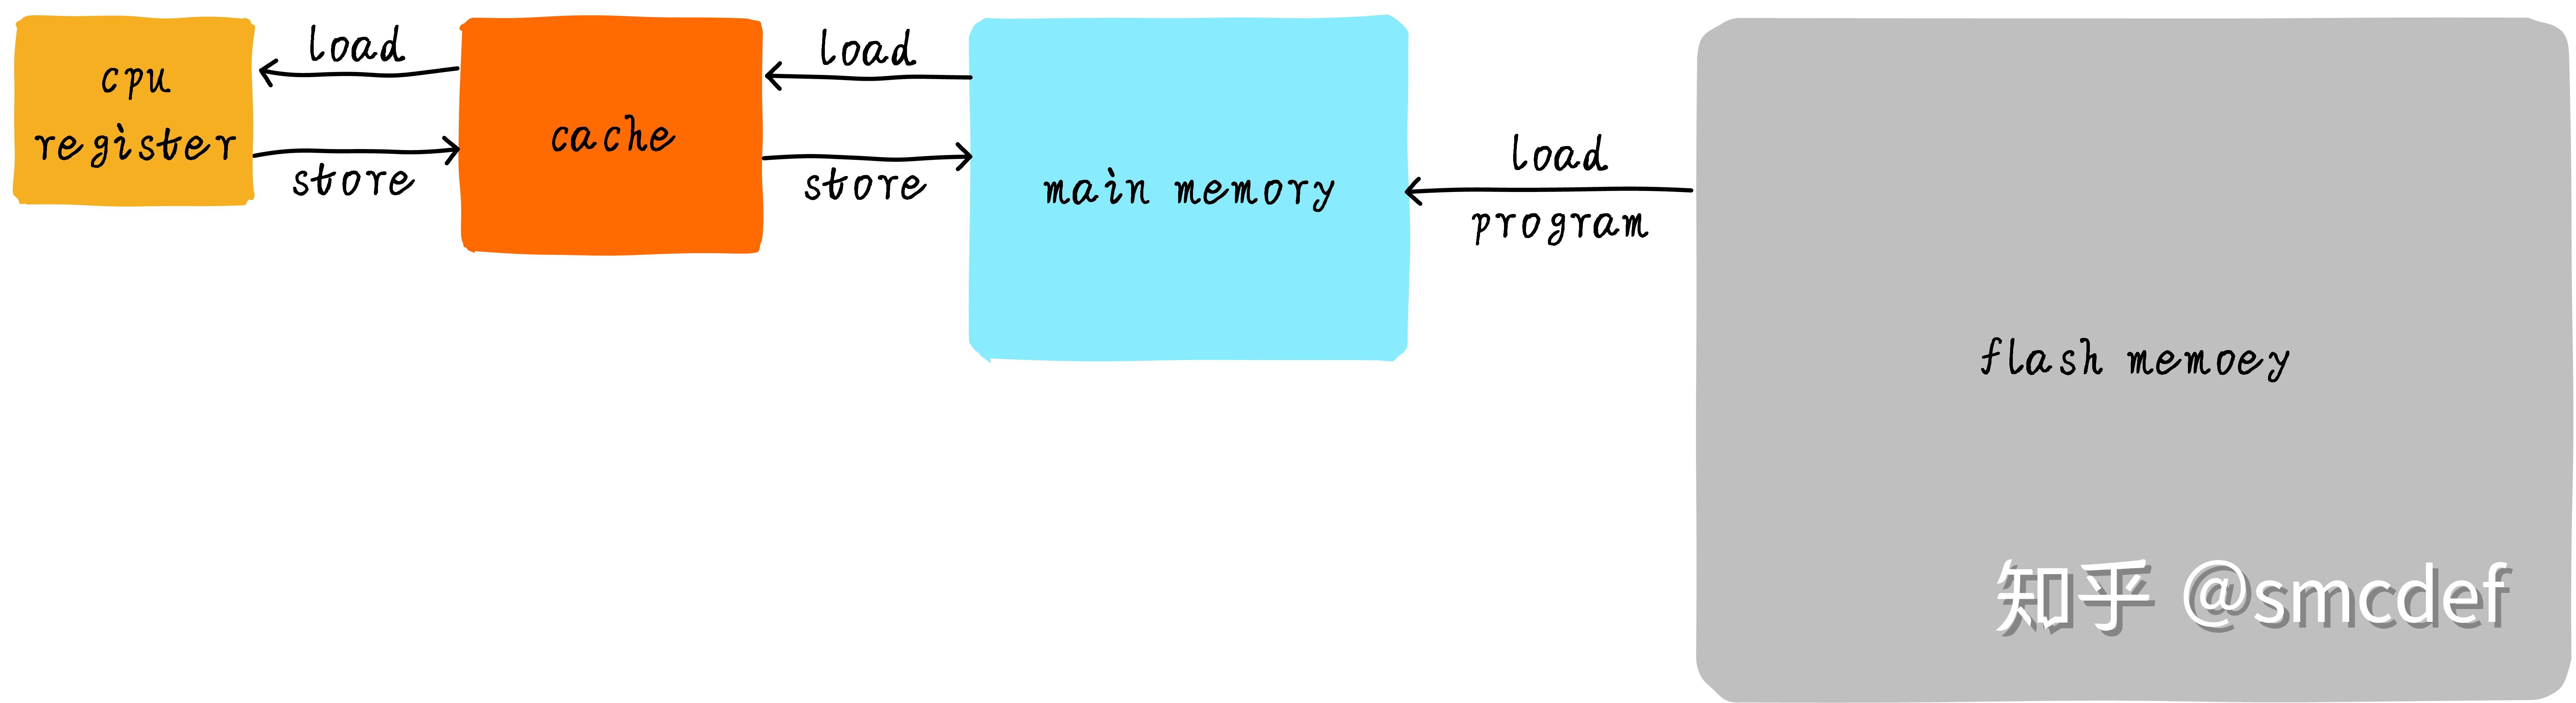 cpu
register
load
store
cache
load
store
main memory
load
program
flash memoey
知乎 @smcdef